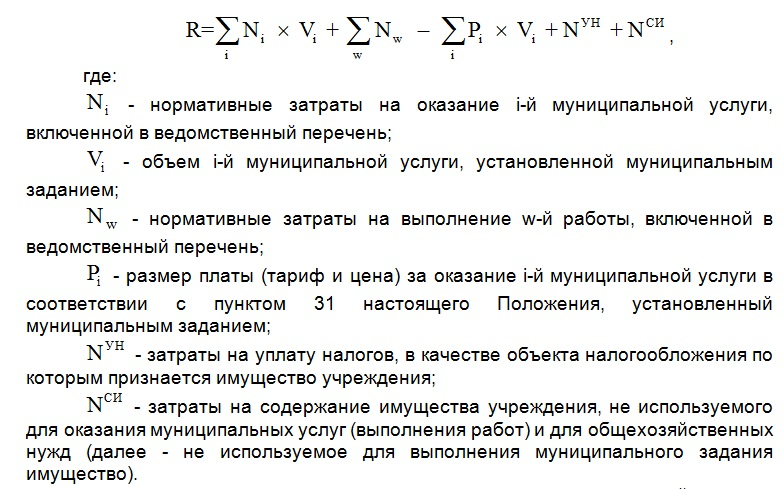 R=∑i Ni × Vi + ∑w Nw − ∑i Pi × Vi + N^УН + N^СИ ,
где:
Ni - нормативные затраты на оказание i-й муниципальной услуги,
включенной в ведомственный перечень;
Vi - объем i-й муниципальной услуги, установленной муниципальным
заданием;
Nw - нормативные затраты на выполнение w-й работы, включенной в
ведомственный перечень;
Pi - размер платы (тариф и цена) за оказание i-й муниципальной услуги в
соответствии с пунктом 31 настоящего Положения, установленный
муниципальным заданием;
N^УН - затраты на уплату налогов, в качестве объекта налогообложения по
которым признается имущество учреждения;
N^СИ - затраты на содержание имущества учреждения, не используемого
для оказания муниципальных услуг (выполнения работ) и для общехозяйственных
нужд (далее - не используемое для выполнения муниципального задания
имущество).